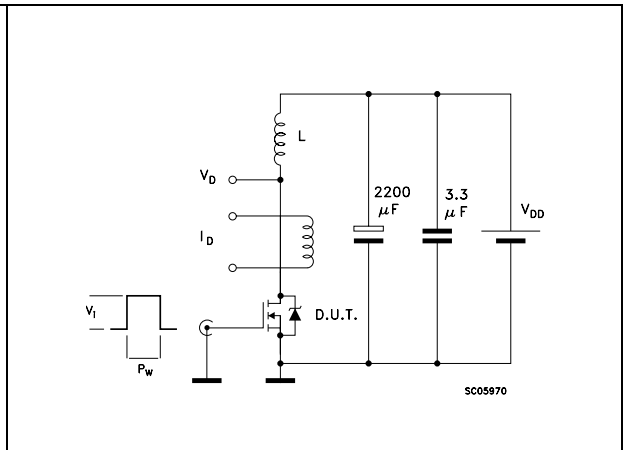 L
V_D
2200
μF
3.3
μF
V_DD
I_D
V_i
P_W
D.U.T.
SC05970